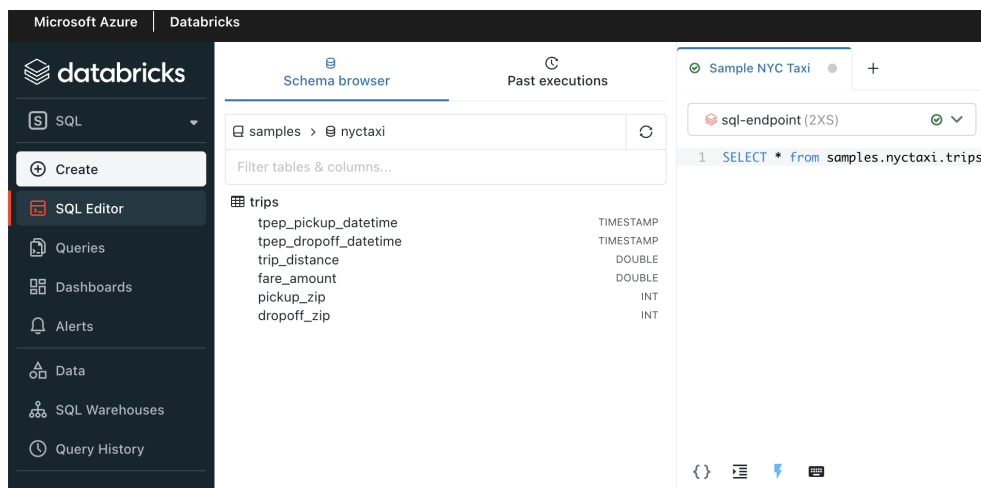 Microsoft Azure Databricks
databricks
S SQL
Create
SQL Editor
Queries
Dashboards
Alerts
Data
SQL Warehouses
Query History
Schema browser
Past executions
samples > nyctaxi
Filter tables & columns...
trips
tpep_pickup_datetime TIMESTAMP
tpep_dropoff_datetime TIMESTAMP
trip_distance DOUBLE
fare_amount DOUBLE
pickup_zip INT
dropoff_zip INT
Sample NYC Taxi +
sql-endpoint (2XS)
1 SELECT * from samples.nyctaxi.trips
{}